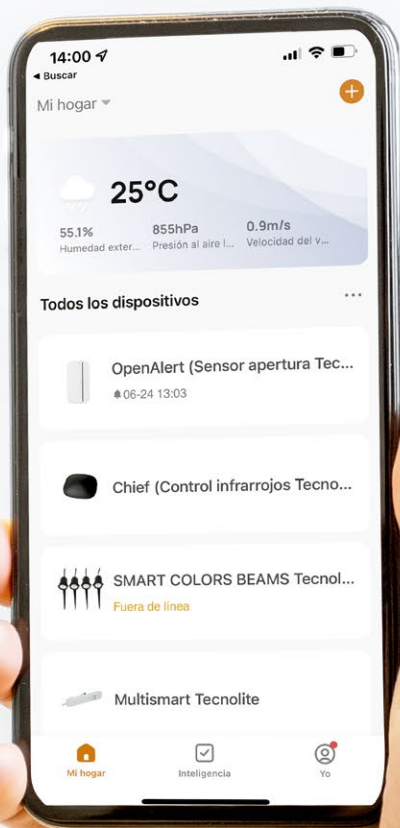 14:00
◀ Buscar
Mi hogar
25°C
55.1% 855hPa 0.9m/s
Humedad exter... Presión al aire l... Velocidad del v...
Todos los dispositivos
OpenAlert (Sensor apertura Tec...
06-24 13:03
Chief (Control infrarrojos Tecno...
SMART COLORS BEAMS Tecnol...
Fuera de línea
Multismart Tecnolite
Mi hogar Inteligencia Yo